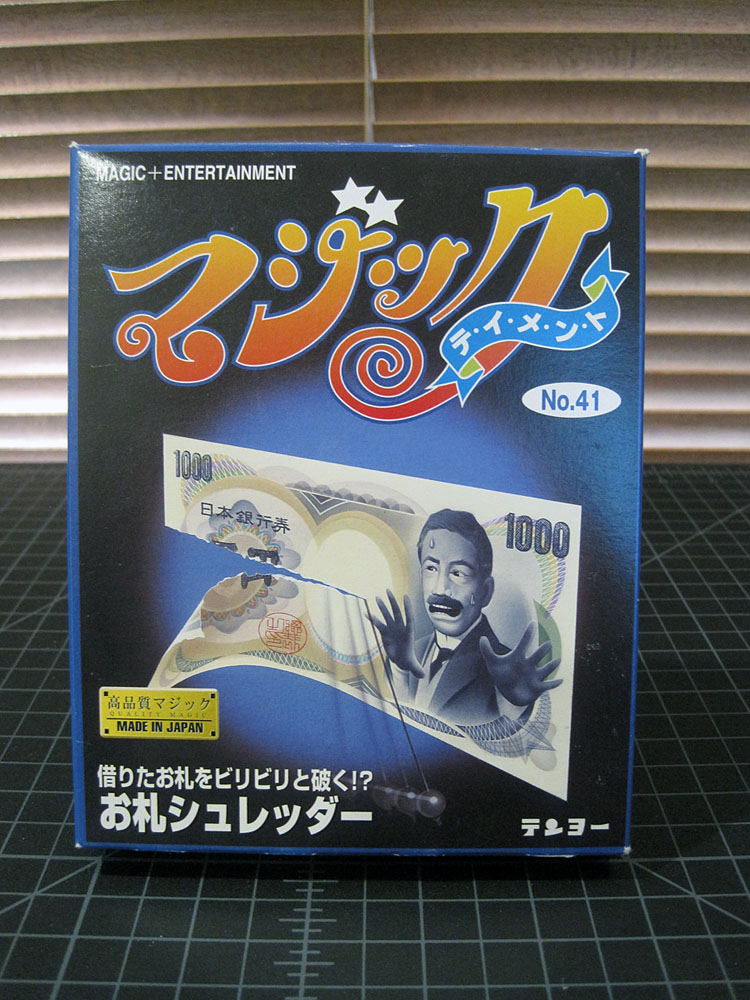 MAGIC+ENTERTAINMENT
マジック
テ・イ・メ・ン・ト
No.41
1000
日本銀行券
1000
高品質マジック
QUALITY MAGIC
MADE IN JAPAN
借りたお札をビリビリと破く!?
お札シュレッダー
テンヨー